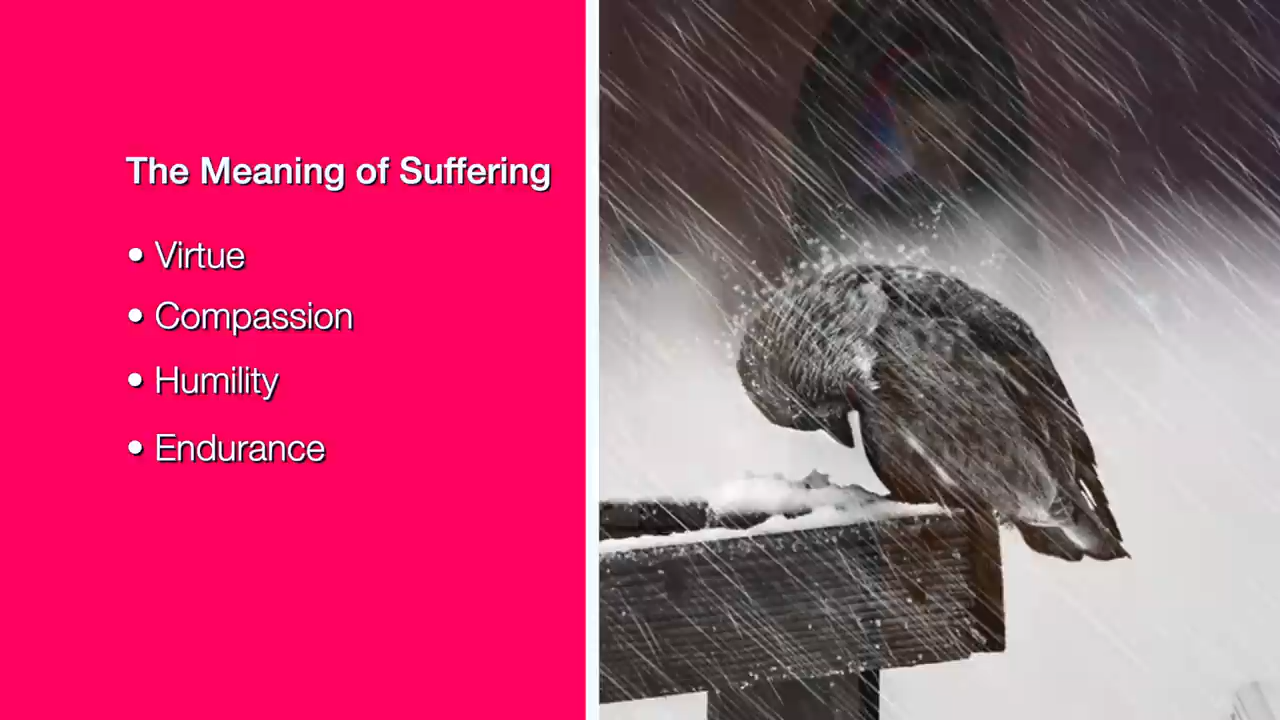 The Meaning of Suffering
• Virtue
• Compassion
• Humility
• Endurance